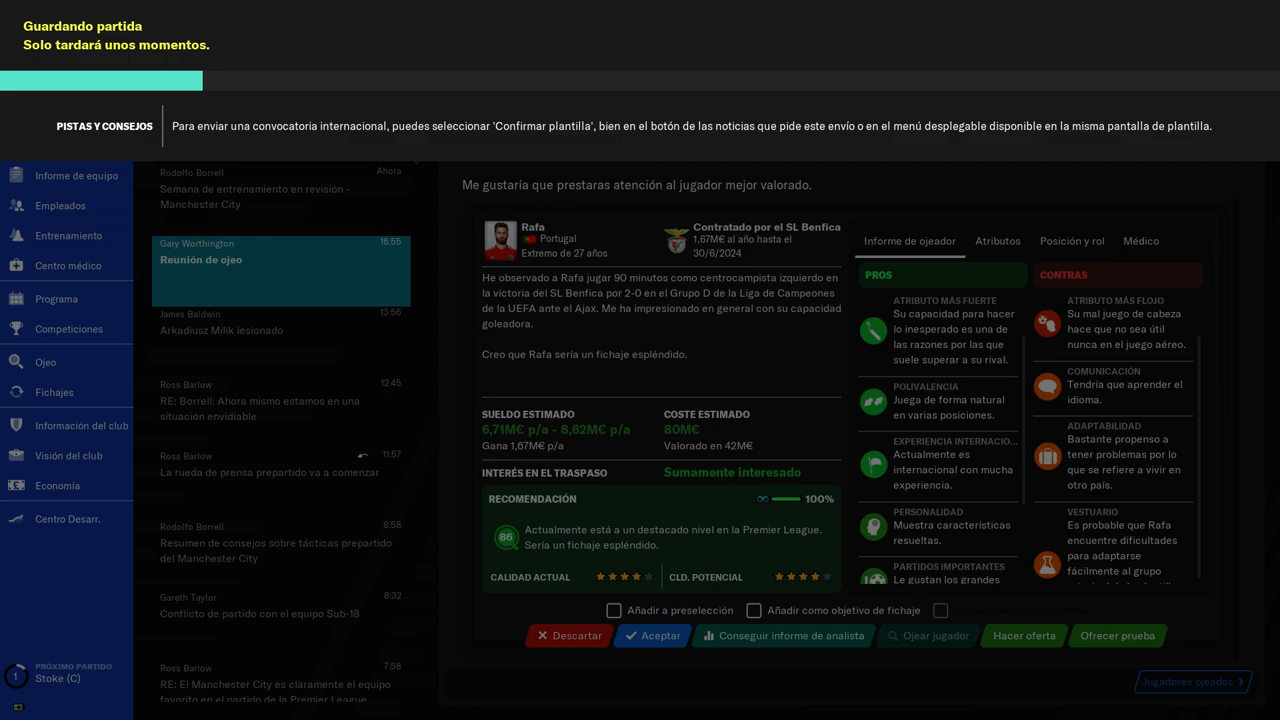 Guardando partida
Solo tardará unos momentos.
PISTAS Y CONSEJOS
Para enviar una convocatoria internacional, puedes seleccionar 'Confirmar plantilla', bien en el botón de las noticias que pide este envío o en el menú desplegable disponible en la misma pantalla de plantilla.
Informe de equipo
Empleados
Entrenamiento
Centro médico
Programa
Competiciones
Ojeo
Fichajes
Información del club
Visión del club
Economía
Centro Desarr.
1
PRÓXIMO PARTIDO
Stoke (C)
Rodolfo Borrell
Ahora
Semana de entrenamiento en revisión -
Manchester City
Gary Worthington
16:55
Reunión de ojeo
James Baldwin
13:56
Arkadiusz Milik lesionado
Ross Barlow
12:45
RE: Borrell: Ahora mismo estamos en una
situación envidiable
Ross Barlow
11:57
La rueda de prensa prepartido va a comenzar
Rodolfo Borrell
8:58
Resumen de consejos sobre tácticas prepartido
del Manchester City
Gareth Taylor
8:32
Conflicto de partido con el equipo Sub-18
Ross Barlow
7:58
RE: El Manchester City es claramente el equipo
favorito en el partido de la Premier League
Me gustaría que prestaras atención al jugador mejor valorado.
Rafa
Portugal
Extremo de 27 años
Contratado por el SL Benfica
1,67M€ al año hasta el
30/6/2024
He observado a Rafa jugar 90 minutos como centrocampista izquierdo en
la victoria del SL Benfica por 2-0 en el Grupo D de la Liga de Campeones
de la UEFA ante el Ajax. Me ha impresionado en general con su capacidad
goleadora.
Creo que Rafa sería un fichaje espléndido.
SUELDO ESTIMADO
6,71M€ p/a - 8,62M€ p/a
Gana 1,67M€ p/a
COSTE ESTIMADO
80M€
Valorado en 42M€
INTERÉS EN EL TRASPASO
Sumamente interesado
RECOMENDACIÓN
100%
86
Actualmente está a un destacado nivel en la Premier League.
Sería un fichaje espléndido.
CALIDAD ACTUAL
CLD. POTENCIAL
Informe de ojeador
Atributos
Posición y rol
Médico
PROS
ATRIBUTO MÁS FUERTE
Su capacidad para hacer
lo inesperado es una de
las razones por las que
suele superar a su rival.
POLIVALENCIA
Juega de forma natural
en varias posiciones.
EXPERIENCIA INTERNACIO...
Actualmente es
internacional con mucha
experiencia.
PERSONALIDAD
Muestra características
resueltas.
PARTIDOS IMPORTANTES
Le gustan los grandes
CONTRAS
ATRIBUTO MÁS FLOJO
Su mal juego de cabeza
hace que no sea útil
nunca en el juego aéreo.
COMUNICACIÓN
Tendría que aprender el
idioma.
ADAPTABILIDAD
Bastante propenso a
tener problemas por lo
que se refiere a vivir en
otro país.
VESTUARIO
Es probable que Rafa
encuentre dificultades
para adaptarse
fácilmente al grupo
Añadir a preselección
Añadir como objetivo de fichaje
Descartar
Aceptar
Conseguir informe de analista
Ojear jugador
Hacer oferta
Ofrecer prueba
Jugadores ojeados